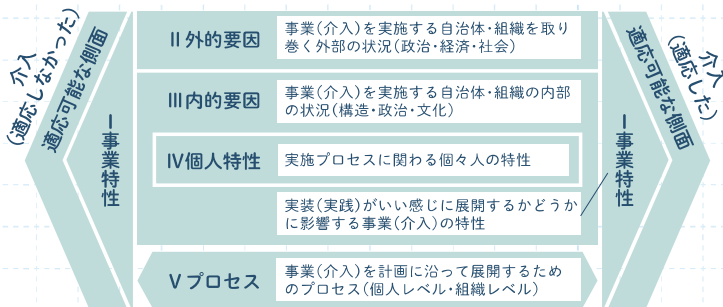 介入
(適応しなかった)
適応可能な側面
Ⅰ事業特性
Ⅱ外的要因
事業(介入)を実施する自治体・組織を取り
巻く外部の状況(政治・経済・社会)
Ⅲ内的要因
事業(介入)を実施する自治体・組織の内部
の状況(構造・政治・文化)
Ⅳ個人特性
実施プロセスに関わる個々人の特性
実装(実践)がいい感じに展開するかどうか
に影響する事業(介入)の特性
Ⅴプロセス
事業(介入)を計画に沿って展開するため
のプロセス(個人レベル・組織レベル)
介入
(適応した)
適応可能な側面
Ⅰ事業特性